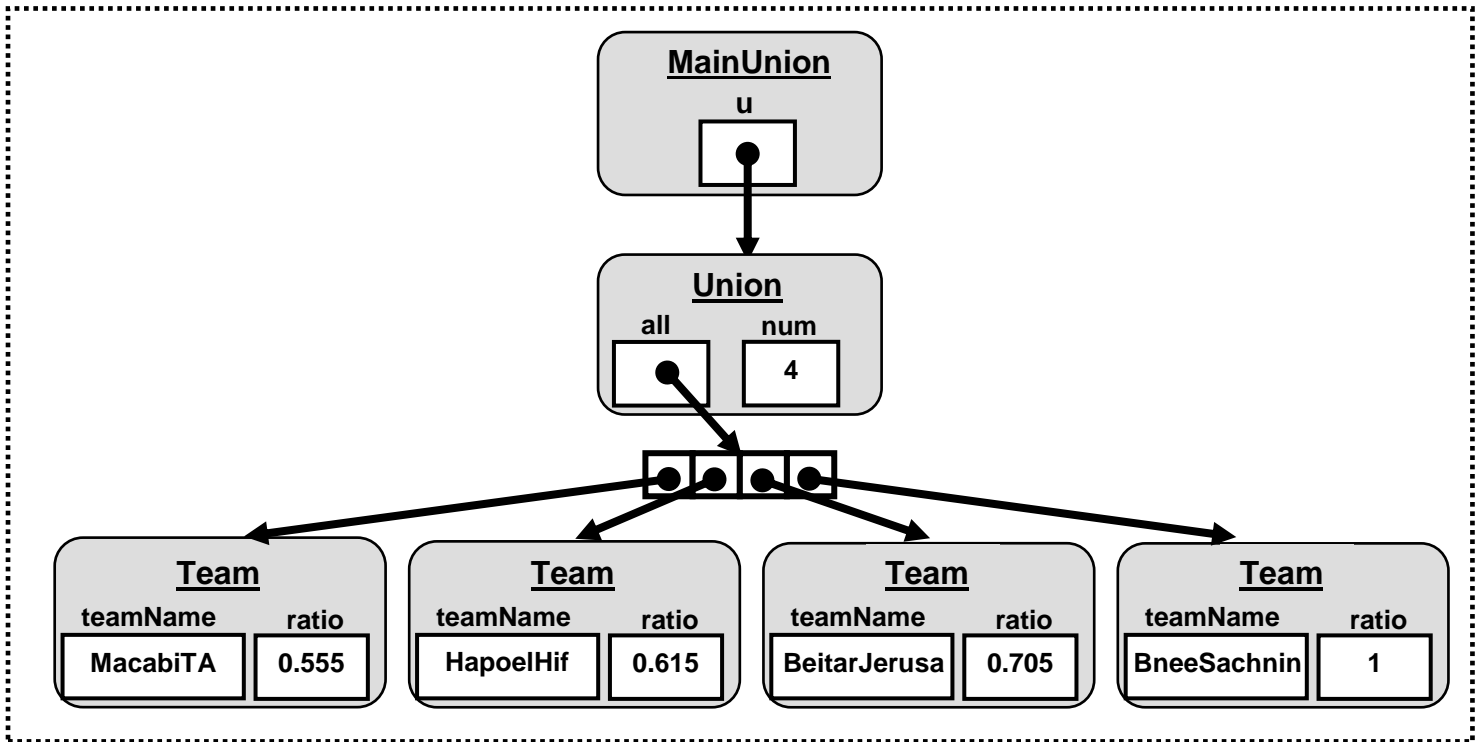 MainUnion
u
Union
all num
4
Team Team Team Team
teamName ratio teamName ratio teamName ratio teamName ratio
MacabiTA 0.555 HapoelHif 0.615 BeitarJerusa 0.705 BneeSachnin 1